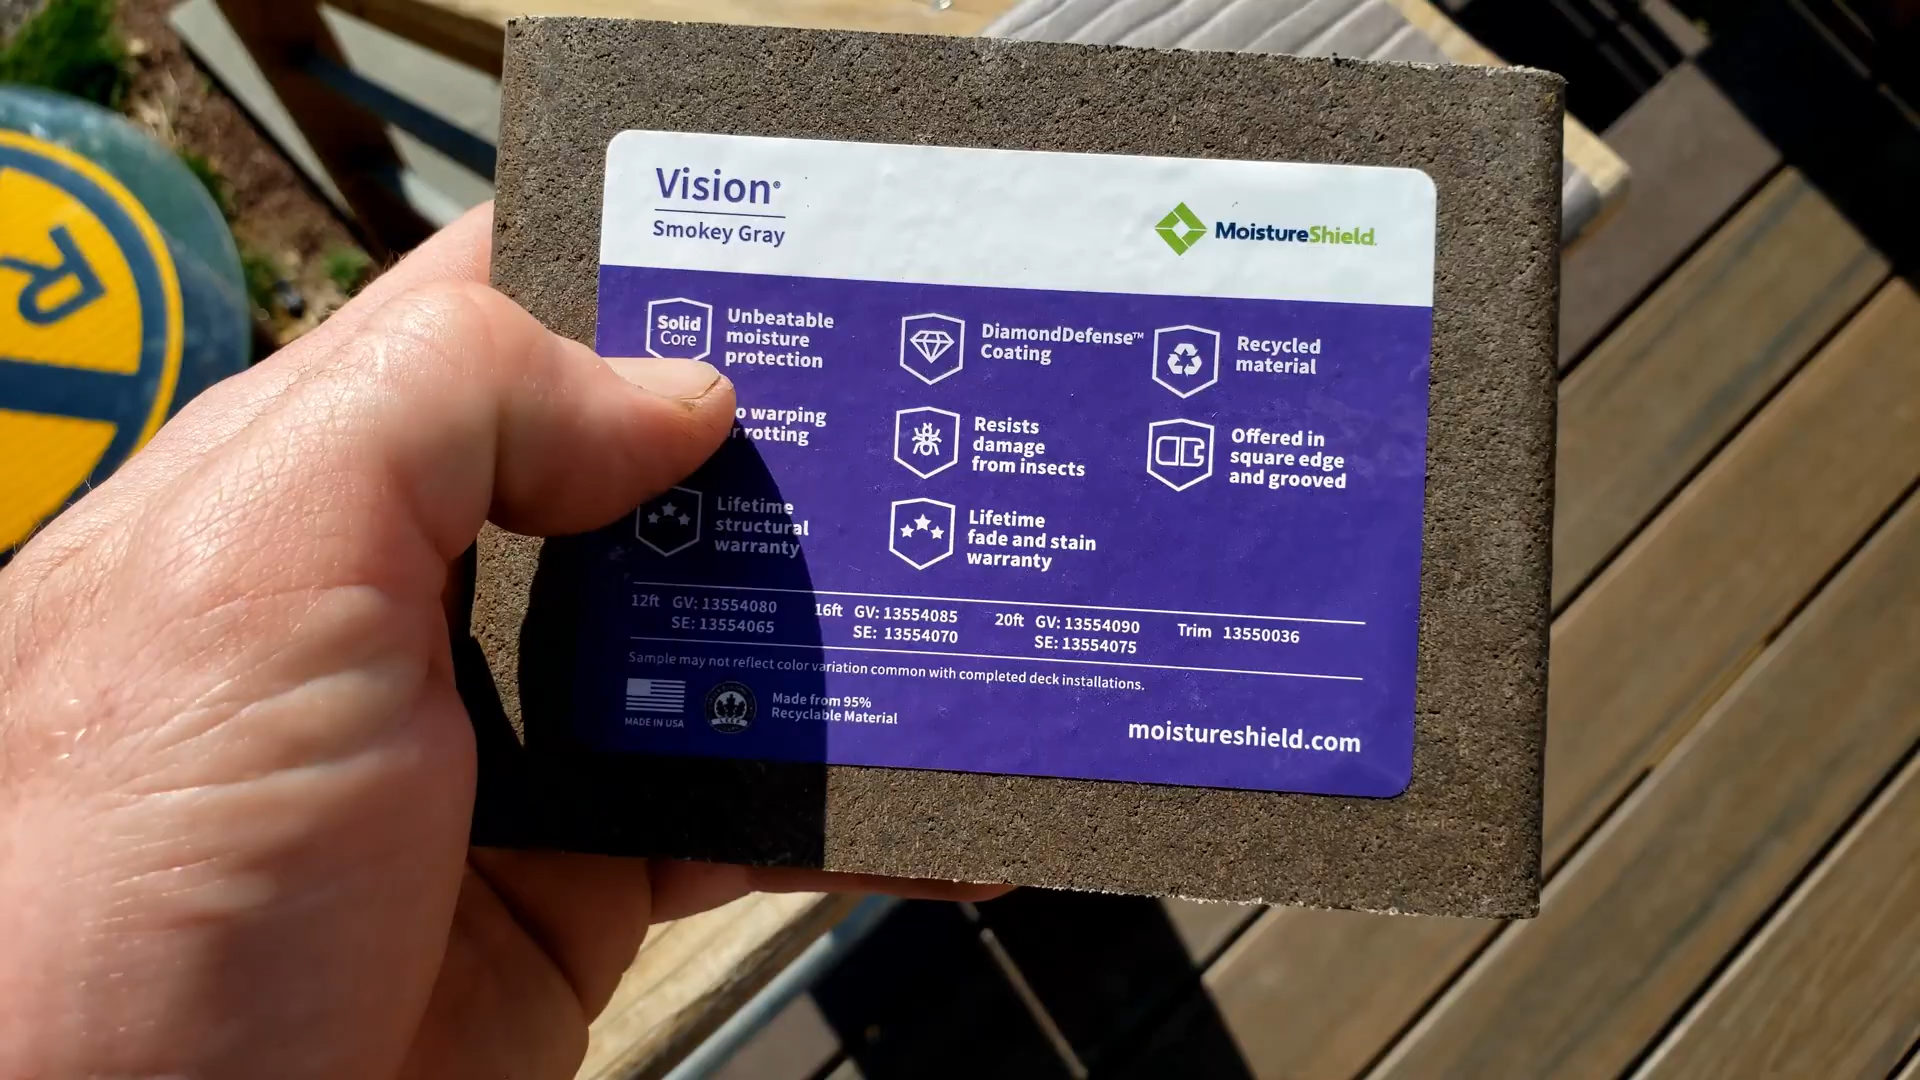 Vision®
Smokey Gray
MoistureShield
Solid
Core
Unbeatable
moisture
protection
DiamondDefense™
Coating
Recycled
material
o warping
r rotting
Resists
damage
from insects
Offered in
square edge
and grooved
Lifetime
structural
warranty
Lifetime
fade and stain
warranty
12ft GV: 13554080
SE: 13554065
16ft GV: 13554085
SE: 13554070
20ft GV: 13554090
SE: 13554075
Trim 13550036
Sample may not reflect color variation common with completed deck installations.
MADE IN USA
Made from 95%
Recyclable Material
moistureshield.com
R